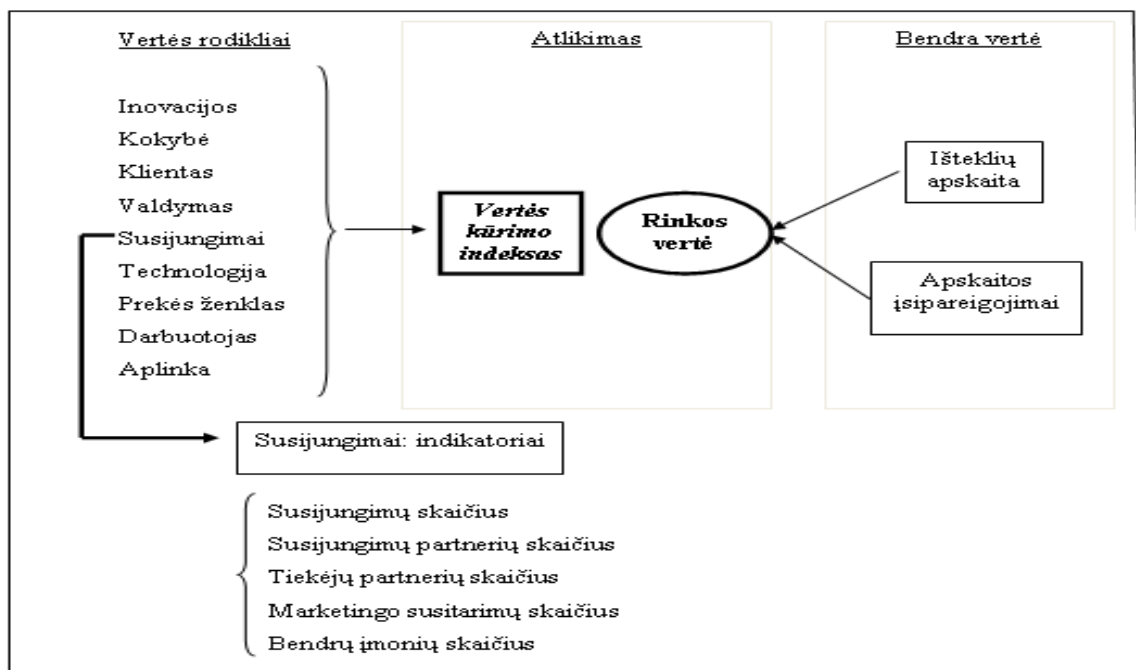 Vertės rodikliai
Atlikimas
Bendra vertė
Inovacijos
Kokybė
Klientas
Valdymas
Susijungimai
Technologija
Prekės ženklas
Darbuotojas
Aplinka
Vertės
kūrimo
indeksas
Rinkos
vertė
Išteklių
apskaita
Apskaitos
įsipareigojimai
Susijungimai: indikatoriai
Susijungimų skaičius
Susijungimų partnerių skaičius
Tiekėjų partnerių skaičius
Marketingo susitarimų skaičius
Bendrų įmonių skaičius